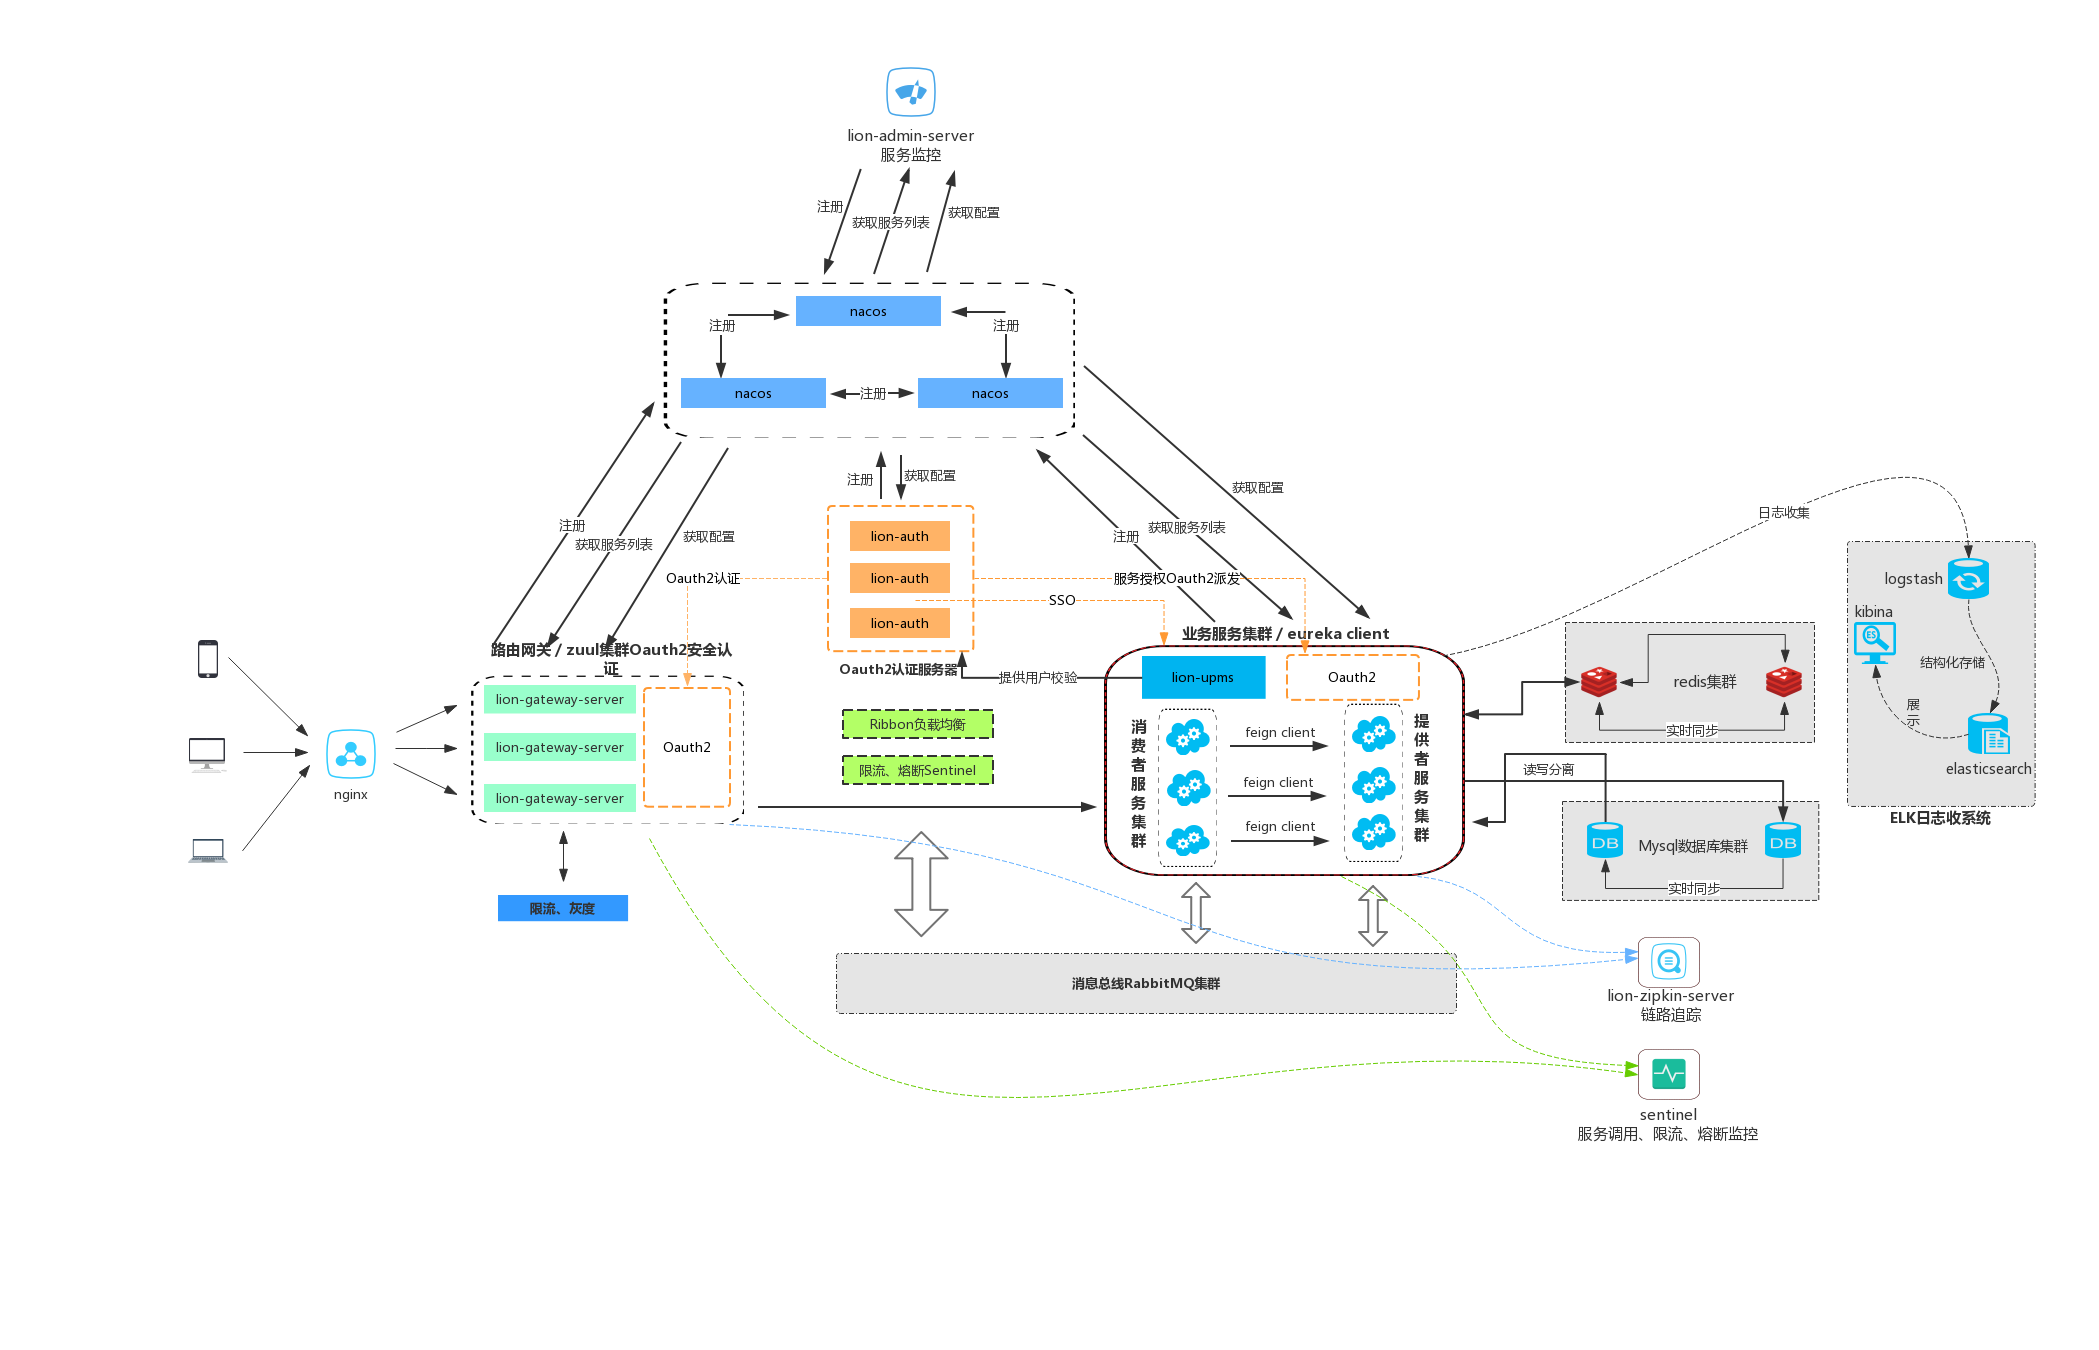 lion-admin-server
服务监控
注册
获取服务列表
获取配置
nacos
注册
注册
nacos
注册
nacos
注册
获取配置
获取配置
注册
获取服务列表
获取配置
注册
获取服务列表
日志收集
lion-auth
lion-auth
lion-auth
Oauth2认证
服务授权Oauth2派发
SSO
Oauth2认证服务器
提供用户校验
路由网关 / zuul集群Oauth2安全认
证
lion-gateway-server
lion-gateway-server
lion-gateway-server
Oauth2
nginx
限流、灰度
Ribbon负载均衡
限流、熔断Sentinel
业务服务集群 / eureka client
lion-upms
Oauth2
消费者服务集群
feign client
feign client
feign client
提供者服务集群
redis集群
实时同步
读写分离
DB
Mysql数据库集群
DB
实时同步
logstash
kibina
ES
结构化存储
展示
elasticsearch
ELK日志收系统
消息总线RabbitMQ集群
lion-zipkin-server
链路追踪
sentinel
服务调用、限流、熔断监控